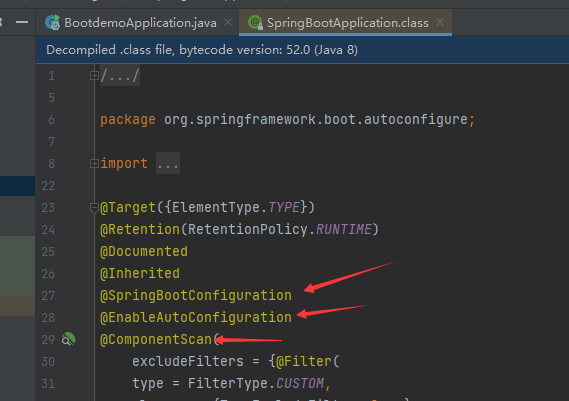 BootdemoApplication.java × SpringBootApplication.class ×
Decompiled .class file, bytecode version: 52.0 (Java 8)
1 /.../
5
6 package org.springframework.boot.autoconfigure;
7
8 import ...
22
23 @Target({ElementType.TYPE})
24 @Retention(RetentionPolicy.RUNTIME)
25 @Documented
26 @Inherited
27 @SpringBootConfiguration
28 @EnableAutoConfiguration
29 @ComponentScan(
30 excludeFilters = {@Filter(
31 type = FilterType.CUSTOM,